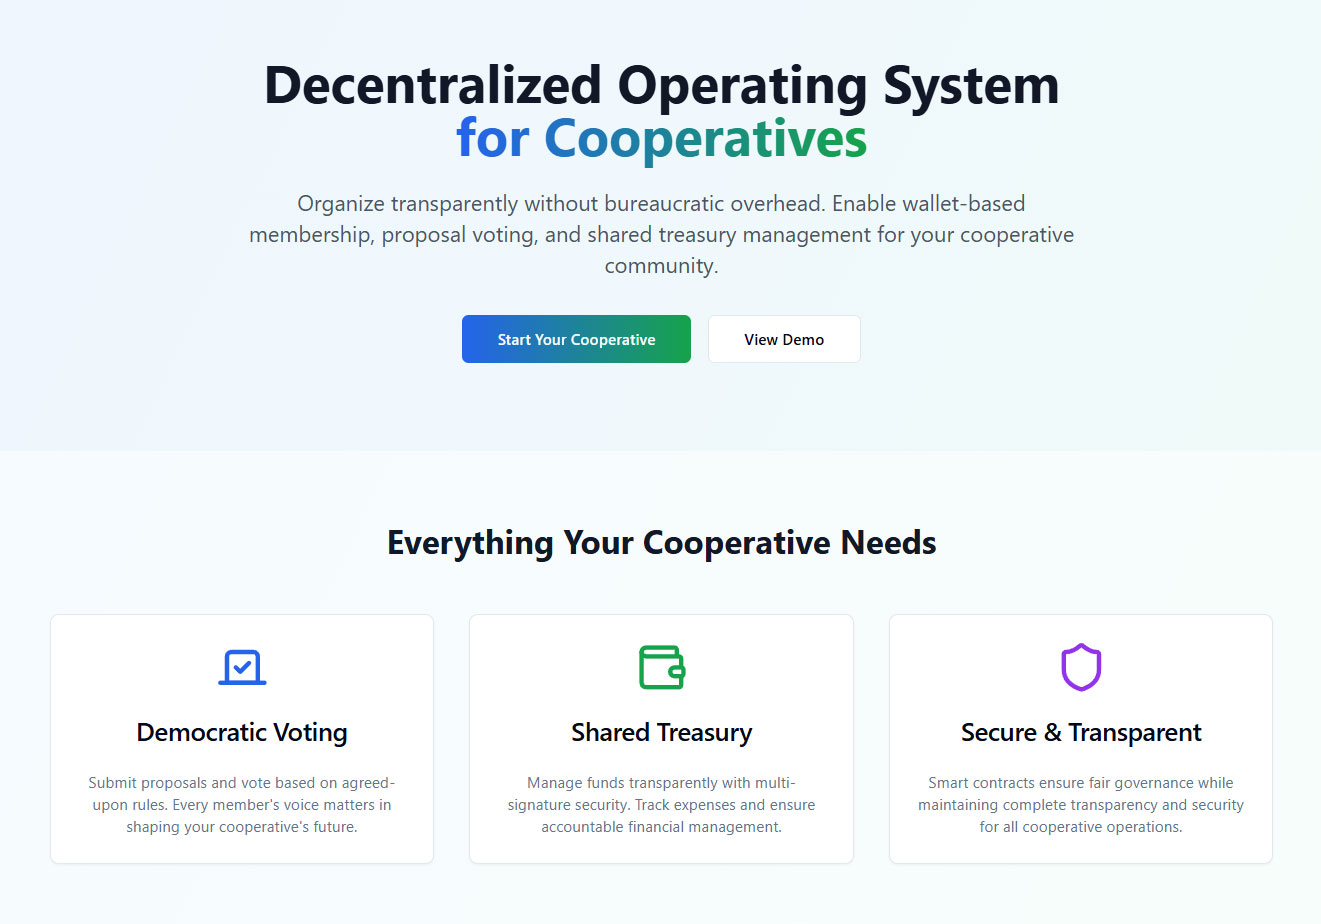 Decentralized Operating System
for Cooperatives
Organize transparently without bureaucratic overhead. Enable wallet-based
membership, proposal voting, and shared treasury management for your cooperative
community.
Start Your Cooperative
View Demo
Everything Your Cooperative Needs
Democratic Voting
Submit proposals and vote based on agreed-
upon rules. Every member's voice matters in
shaping your cooperative's future.
Shared Treasury
Manage funds transparently with multi-
signature security. Track expenses and ensure
accountable financial management.
Secure & Transparent
Smart contracts ensure fair governance while
maintaining complete transparency and security
for all cooperative operations.